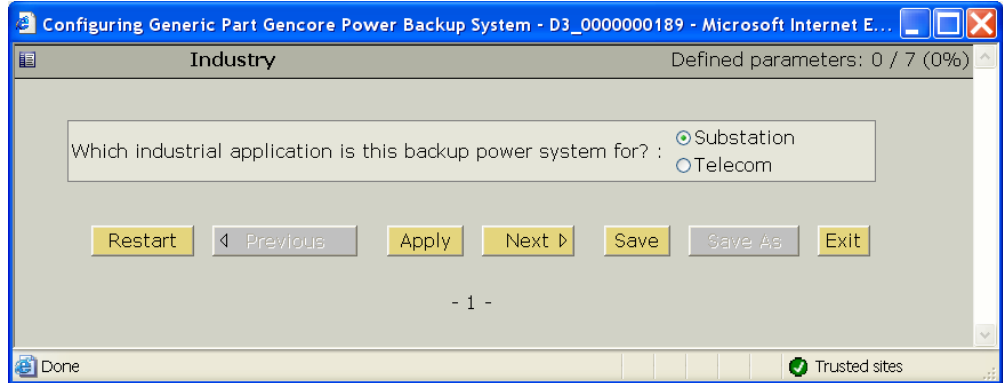 Configuring Generic Part Gencore Power Backup System - D3_0000000189 - Microsoft Internet E...
Industry Defined parameters: 0 / 7 (0%)
Which industrial application is this backup power system for? : Substation
Telecom
Restart Previous Apply Next Save Save As Exit
- 1 -
Done Trusted sites